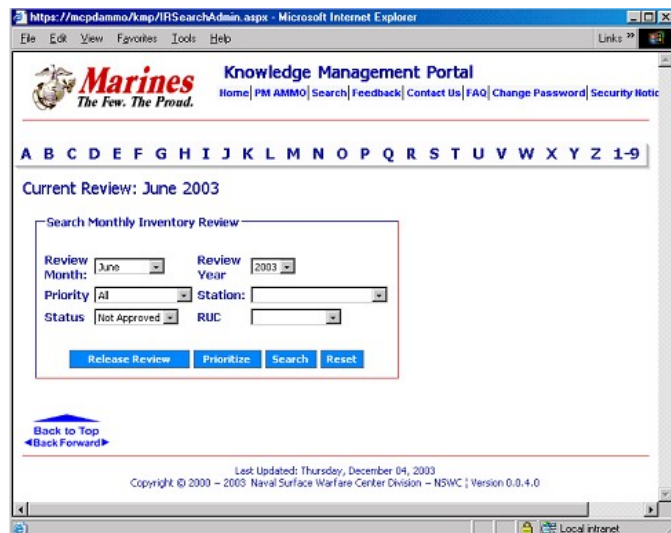 https://mcpdammo/kmp/IRSearchAdmin.aspx - Microsoft Internet Explorer
File Edit View Favorites Tools Help Links »
Marines
The Few. The Proud.
Knowledge Management Portal
Home| PM AMMO| Search| Feedback| Contact Us| FAQ| Change Password| Security Notic
A B C D E F G H I J K L M N O P Q R S T U V W X Y Z 1-9
Current Review: June 2003
Search Monthly Inventory Review
Review Month: June Review Year 2003
Priority All Station:
Status Not Approved RUC
Release Review Prioritize Search Reset
Back to Top
Back Forward
Last Updated: Thursday, December 04, 2003
Copyright © 2000 - 2003 Naval Surface Warfare Center Division - NSWC | Version 0.0.4.0
Local intranet